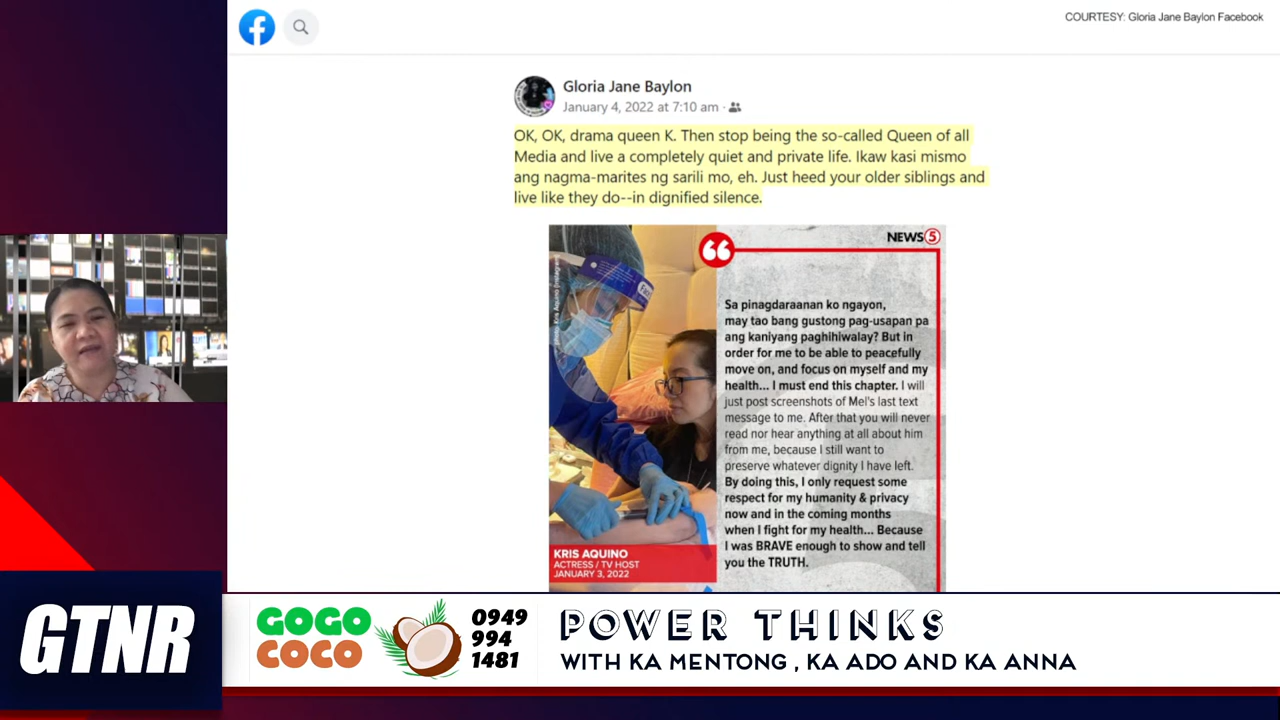 COURTESY: Gloria Jane Baylon Facebook
Gloria Jane Baylon
January 4, 2022 at 7:10 am ·
OK, OK, drama queen K. Then stop being the so-called Queen of all
Media and live a completely quiet and private life. Ikaw kasi mismo
ang nagma-marites ng sarili mo, eh. Just heed your older siblings and
live like they do--in dignified silence.
NEWS5
Sa pinagdaraanan ko ngayon,
may tao bang gustong pag-usapan pa
ang kaniyang paghihiwalay? But in
order for me to be able to peacefully
move on, and focus on myself and my
health... I must end this chapter. I will
just post screenshots of Mel's last text
message to me. After that you will never
read nor hear anything at all about him
from me, because I still want to
preserve whatever dignity I have left.
By doing this, I only request some
respect for my humanity & privacy
now and in the coming months
when I fight for my health... Because
I was BRAVE enough to show and tell
you the TRUTH.
KRIS AQUINO
ACTRESS / TV HOST
JANUARY 3, 2022
GTNR
GOGO
COCO
0949
994
1481
POWER THINKS
WITH KA MENTONG , KA ADO AND KA ANNA